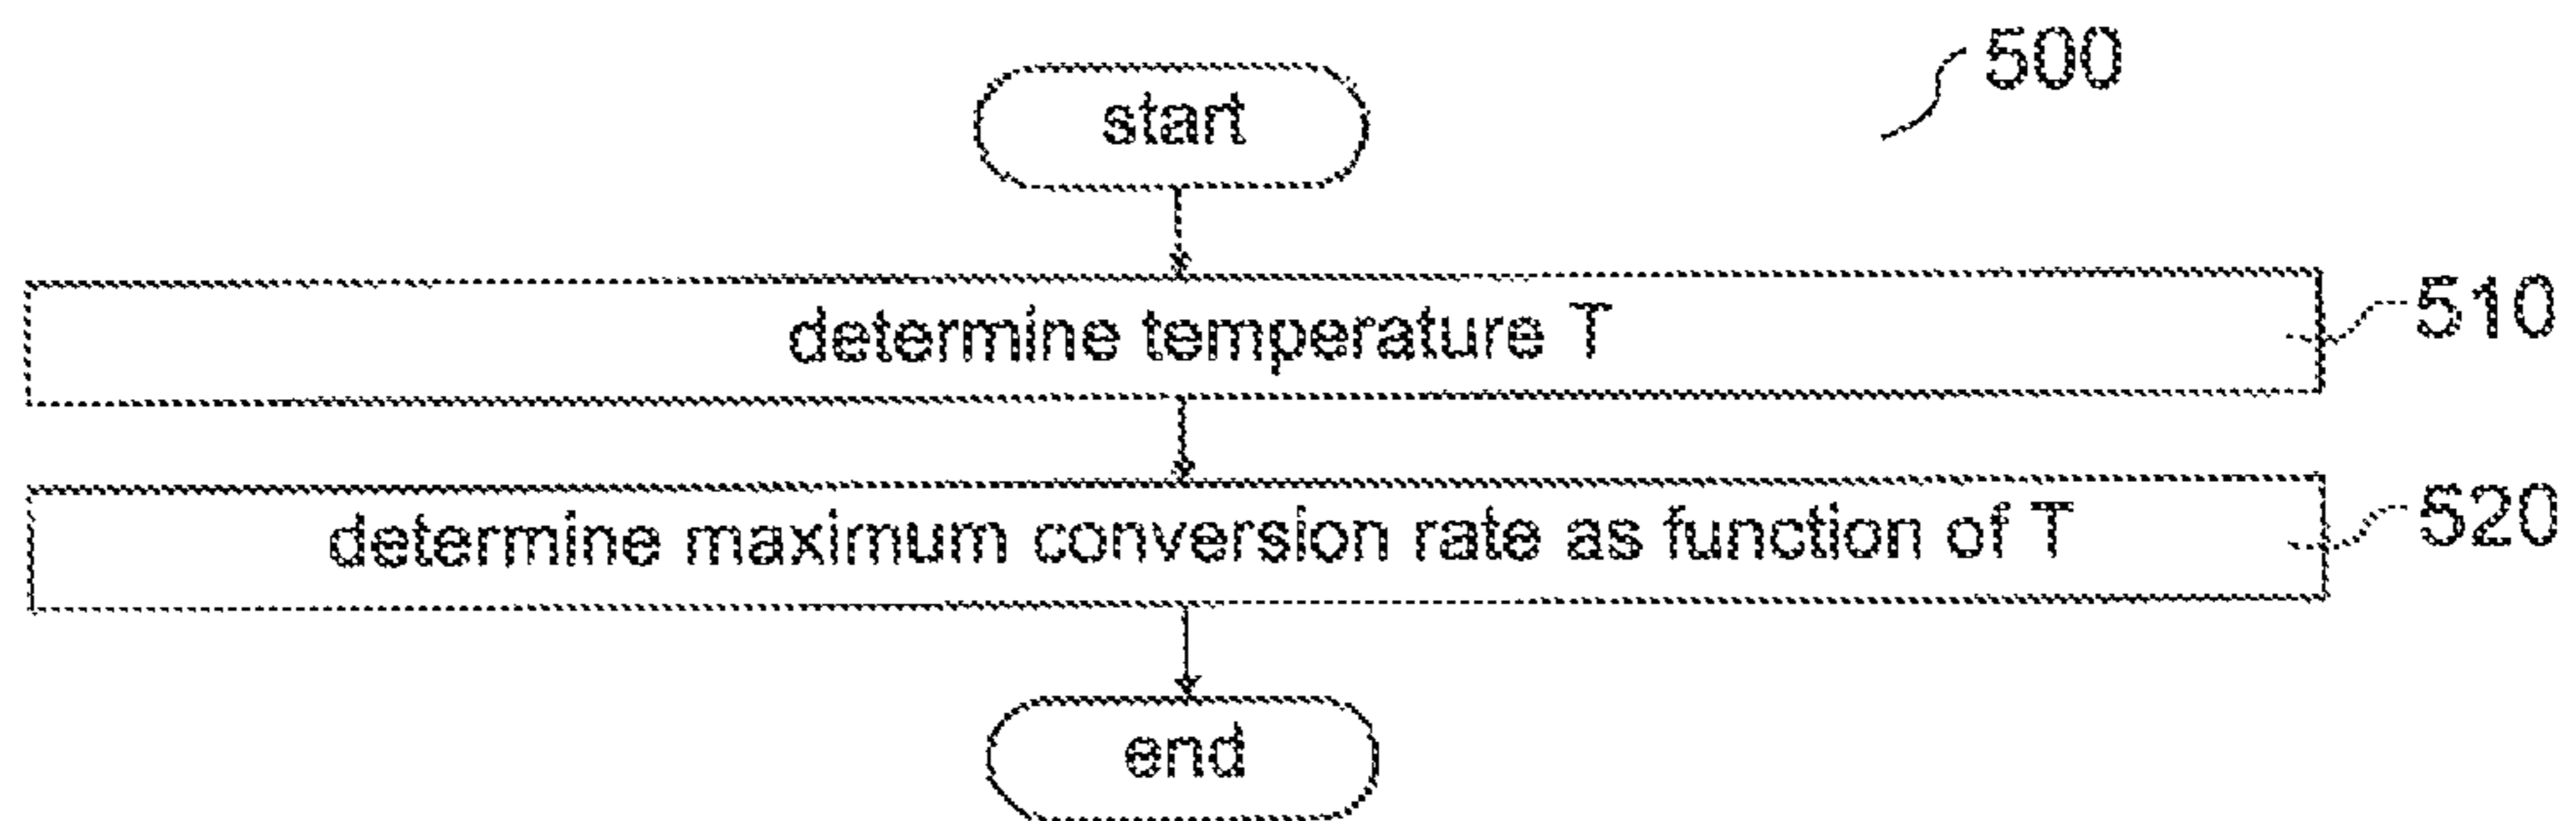 500
start
determine temperature T
510
determine maximum conversion rate as function of T
520
end